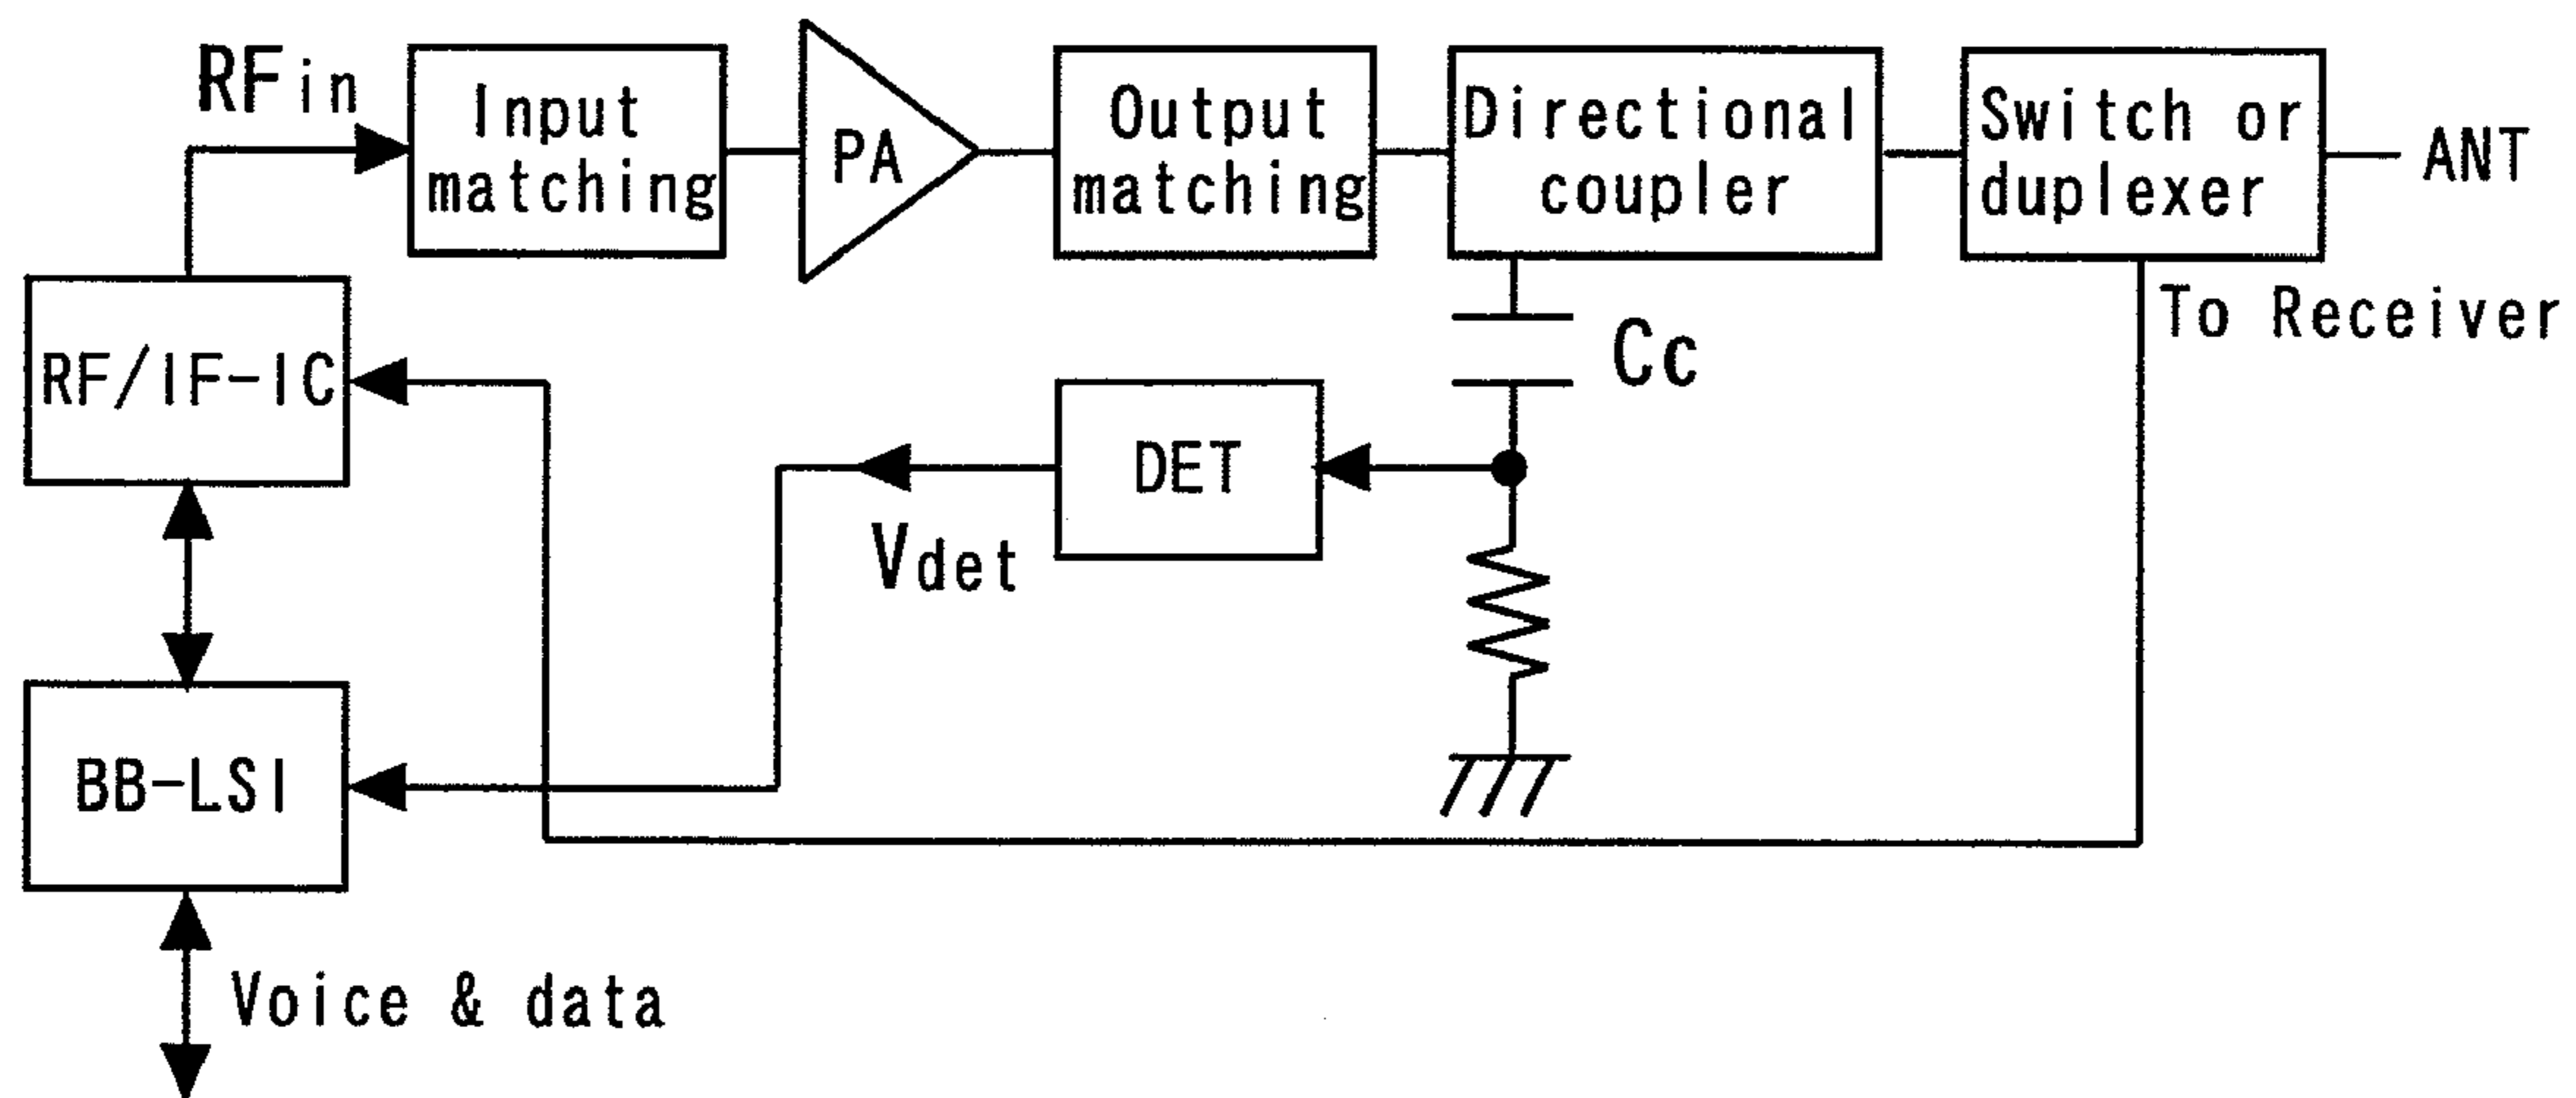 RFin
Input
matching
PA
Output
matching
Directional
coupler
Switch or
duplexer
ANT
To Receiver
RF/IF-IC
Cc
DET
Vdet
BB-LSI
Voice & data